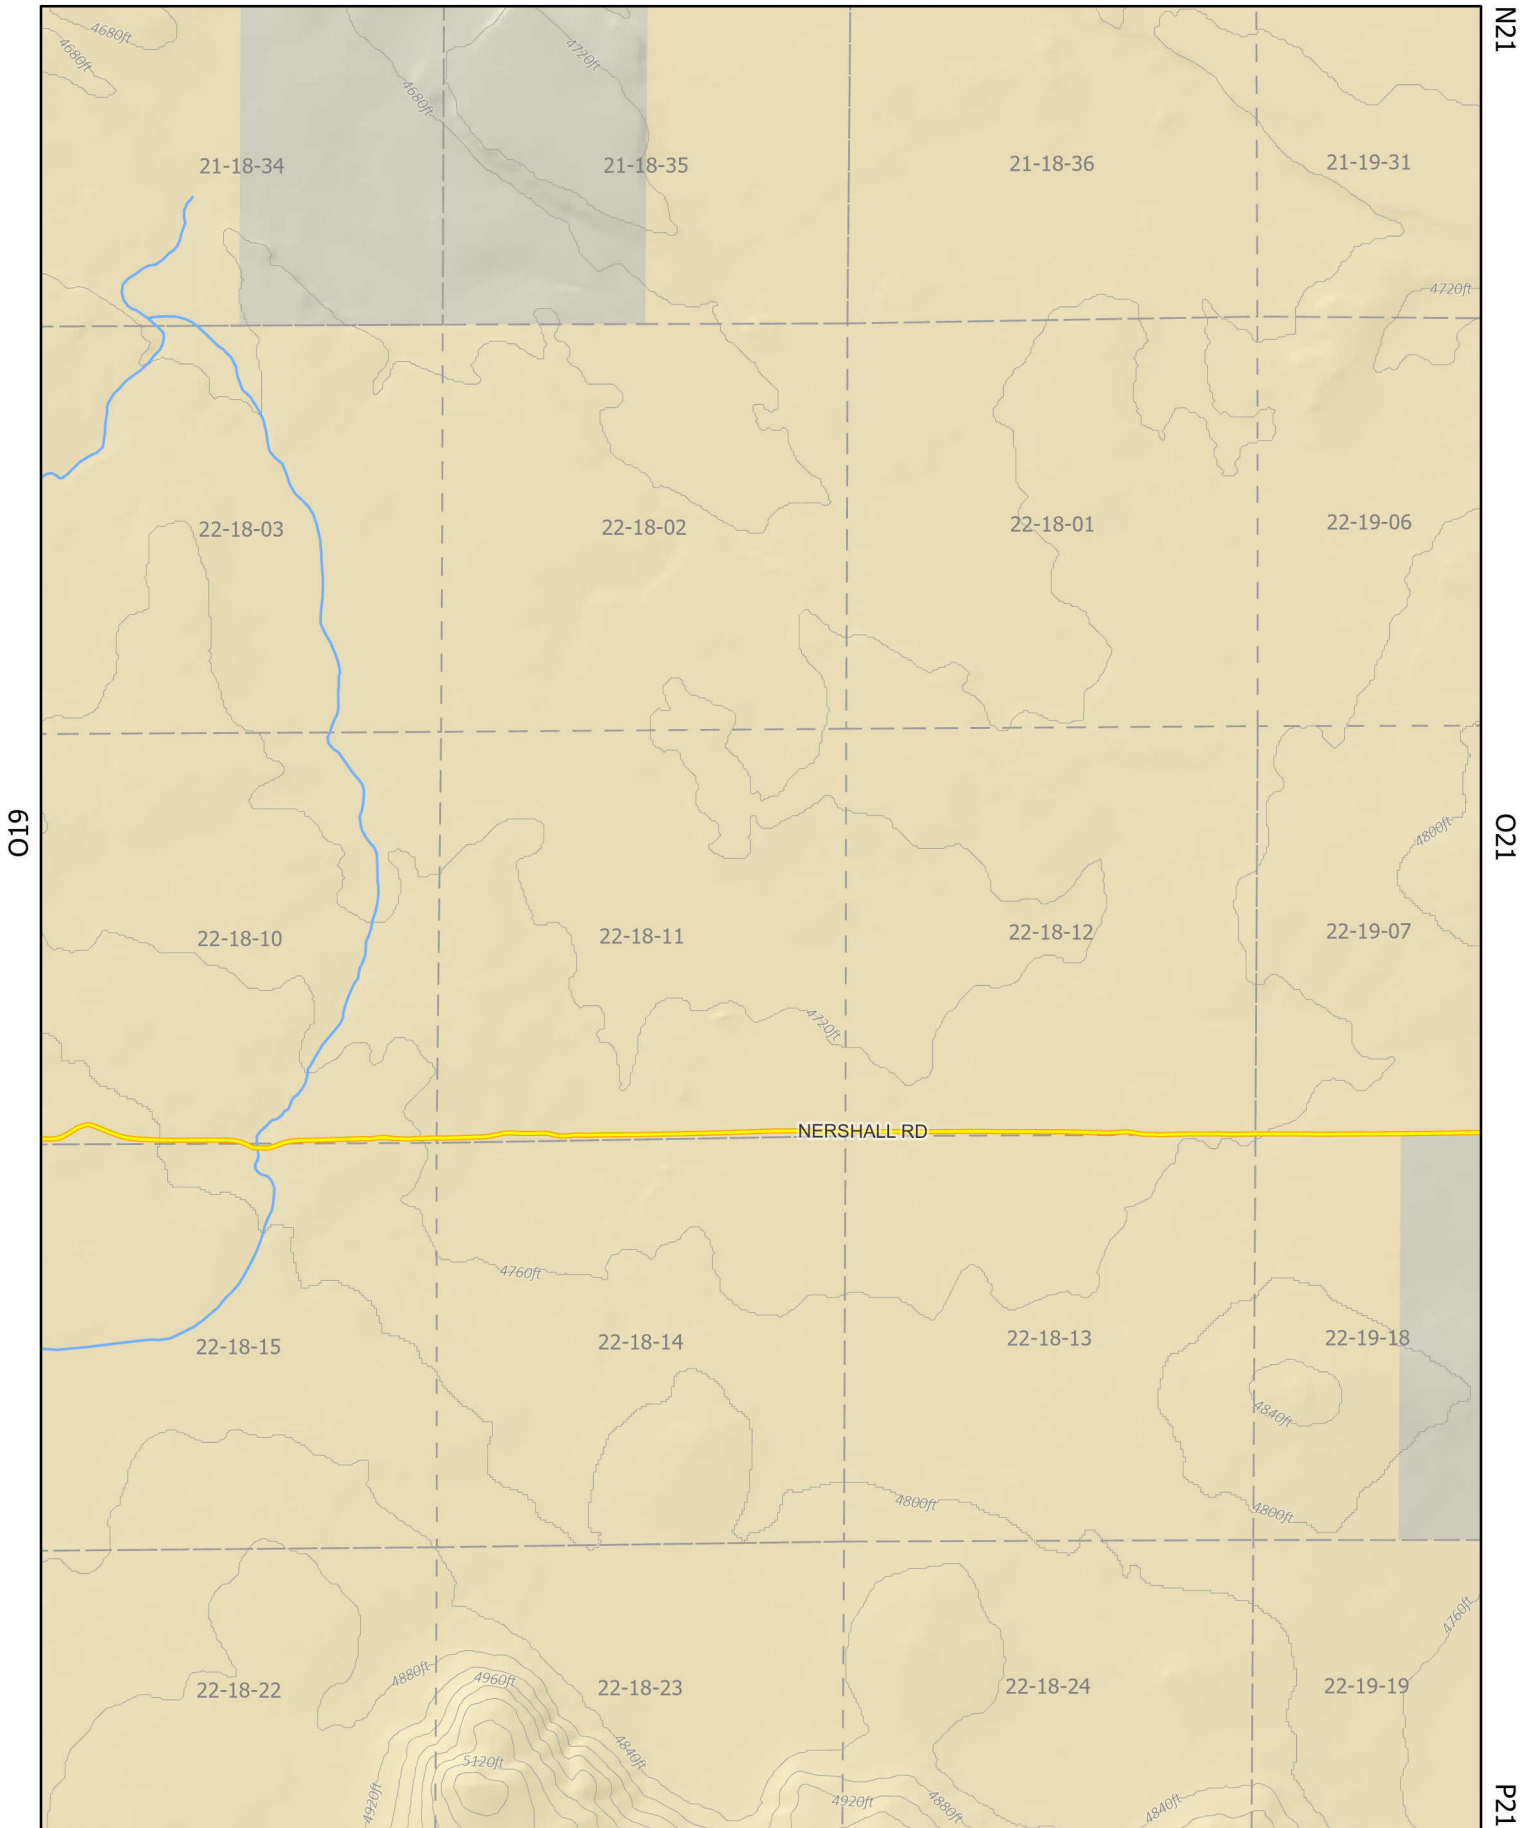 N21
4680ft
4680ft
4720ft
4680ft
21-18-34
21-18-35
21-18-36
21-19-31
4720ft
22-18-03
22-18-02
22-18-01
22-19-06
O19
O21
4800ft
22-18-10
22-18-11
22-18-12
22-19-07
4720ft
NERSHALL RD
4760ft
22-18-15
22-18-14
22-18-13
22-19-18
4840ft
4800ft
4800ft
4760ft
22-18-22
4880ft
4960ft
22-18-23
22-18-24
22-19-19
4840ft
5120ft
4920ft
4920ft
4880ft
4840ft
P21